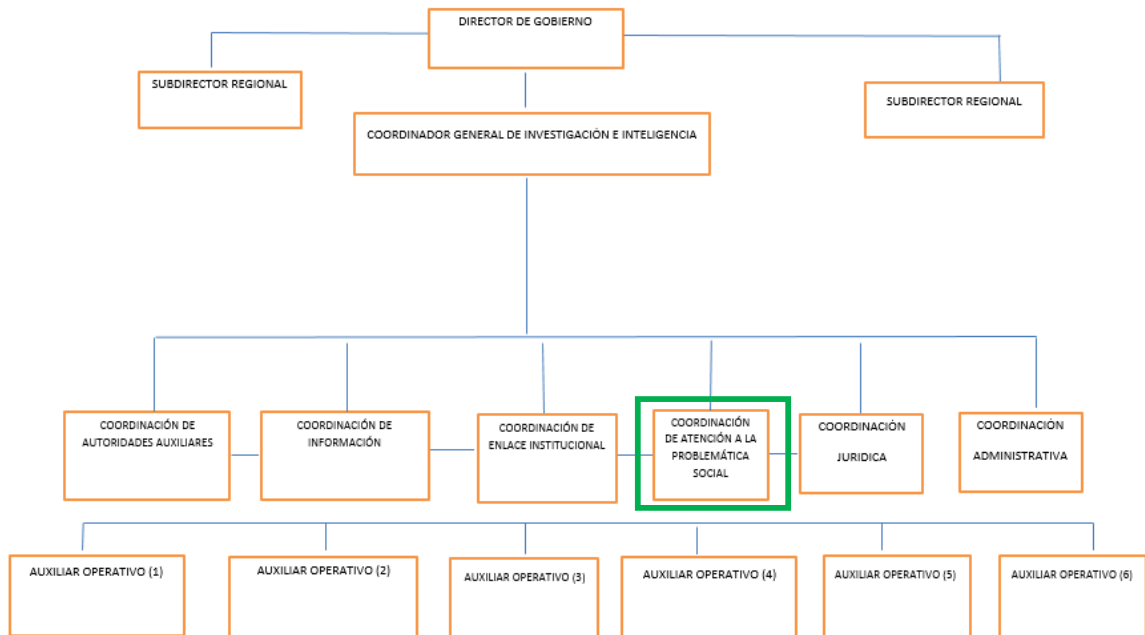 DIRECTOR DE GOBIERNO
SUBDIRECTOR REGIONAL
SUBDIRECTOR REGIONAL
COORDINADOR GENERAL DE INVESTIGACIÓN E INTELIGENCIA
COORDINACIÓN DE
AUTORIDADES AUXILIARES
COORDINACIÓN DE
INFORMACIÓN
COORDINACIÓN DE
ENLACE INSTITUCIONAL
COORDINACIÓN
DE ATENCIÓN A LA
PROBLEMÁTICA
SOCIAL
COORDINACIÓN
JURIDICA
COORDINACIÓN
ADMINISTRATIVA
AUXILIAR OPERATIVO (1)
AUXILIAR OPERATIVO (2)
AUXILIAR OPERATIVO (3)
AUXILIAR OPERATIVO (4)
AUXILIAR OPERATIVO (5)
AUXILIAR OPERATIVO (6)